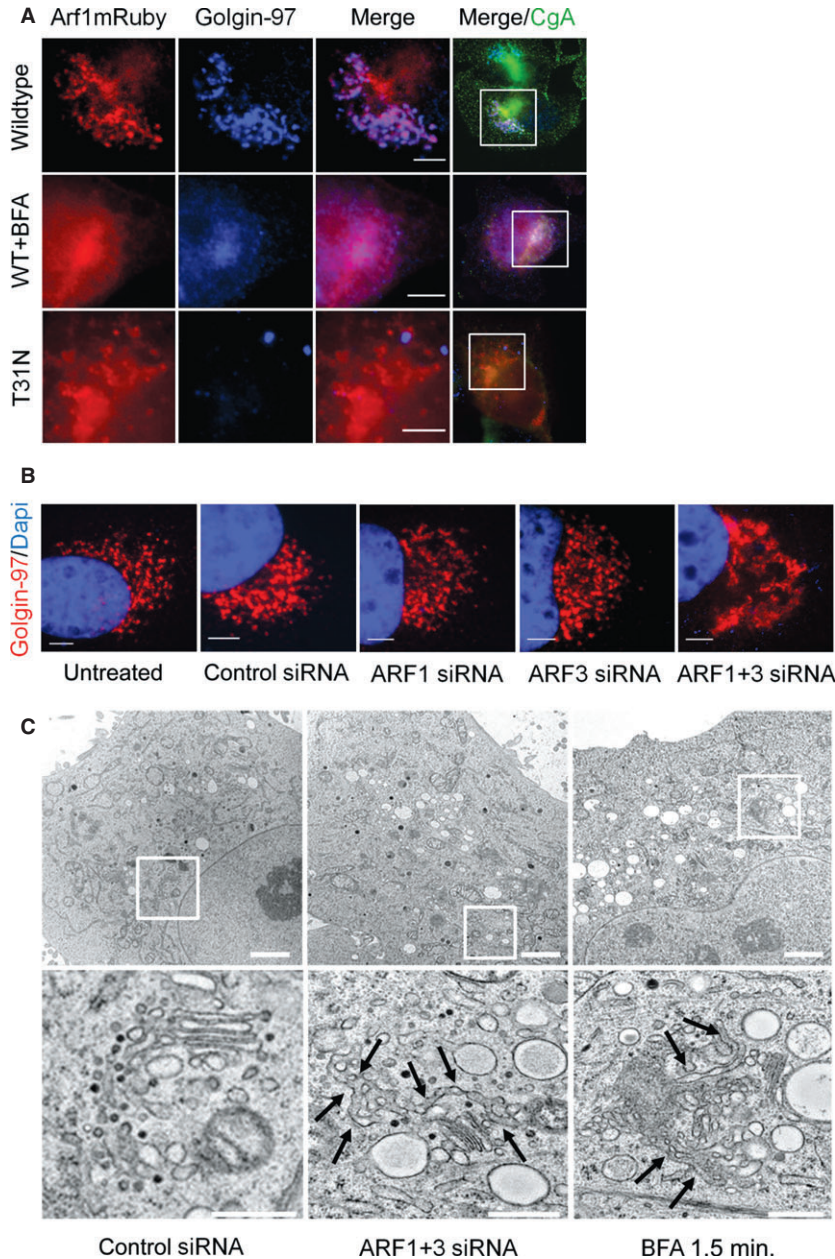 A
Arf1mRuby Golgin-97 Merge Merge/CgA
Wildtype
WT+BFA
T31N
B
Golgin-97/Dapi
Untreated Control siRNA ARF1 siRNA ARF3 siRNA ARF1+3 siRNA
C
Control siRNA ARF1+3 siRNA BFA 1.5 min.